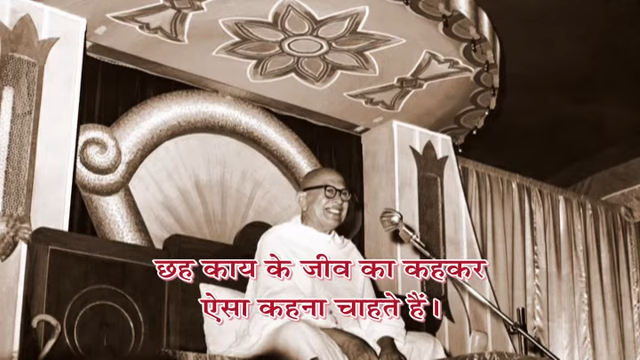 छह काय के जीव का कहकर
ऐसा कहना चाहते हैं।